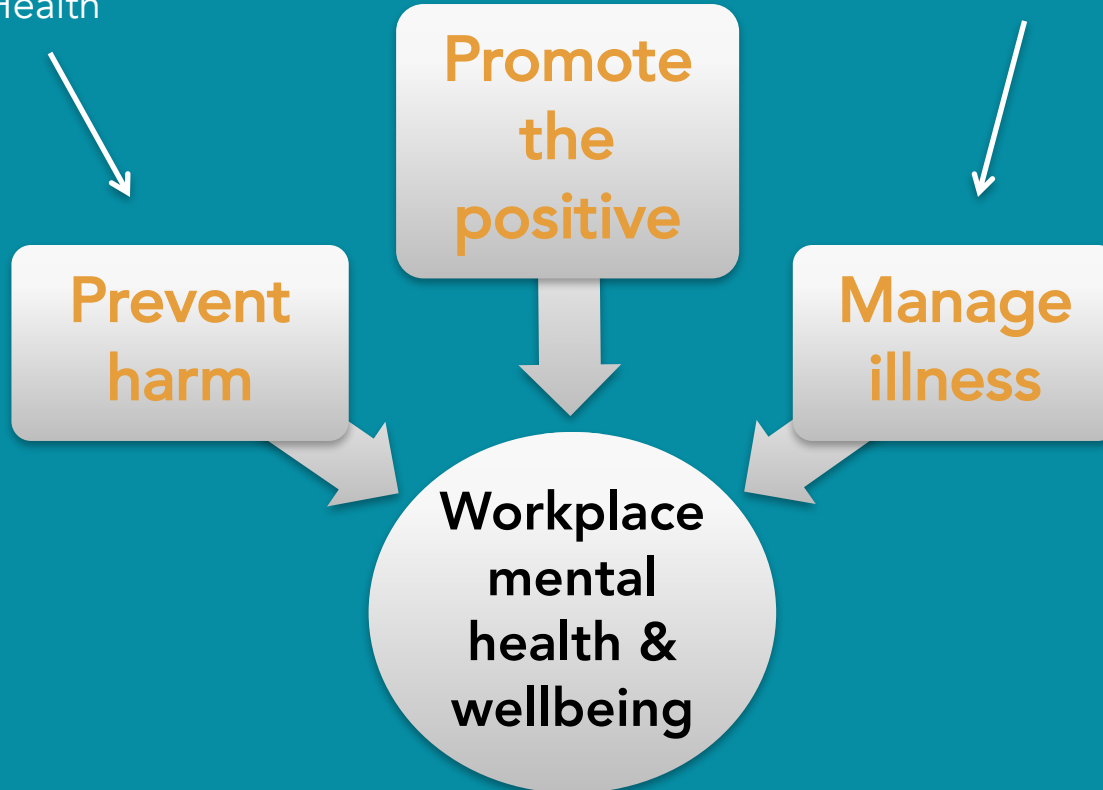 Health
Promote
the
positive
Prevent
harm
Manage
illness
Workplace
mental
health &
wellbeing